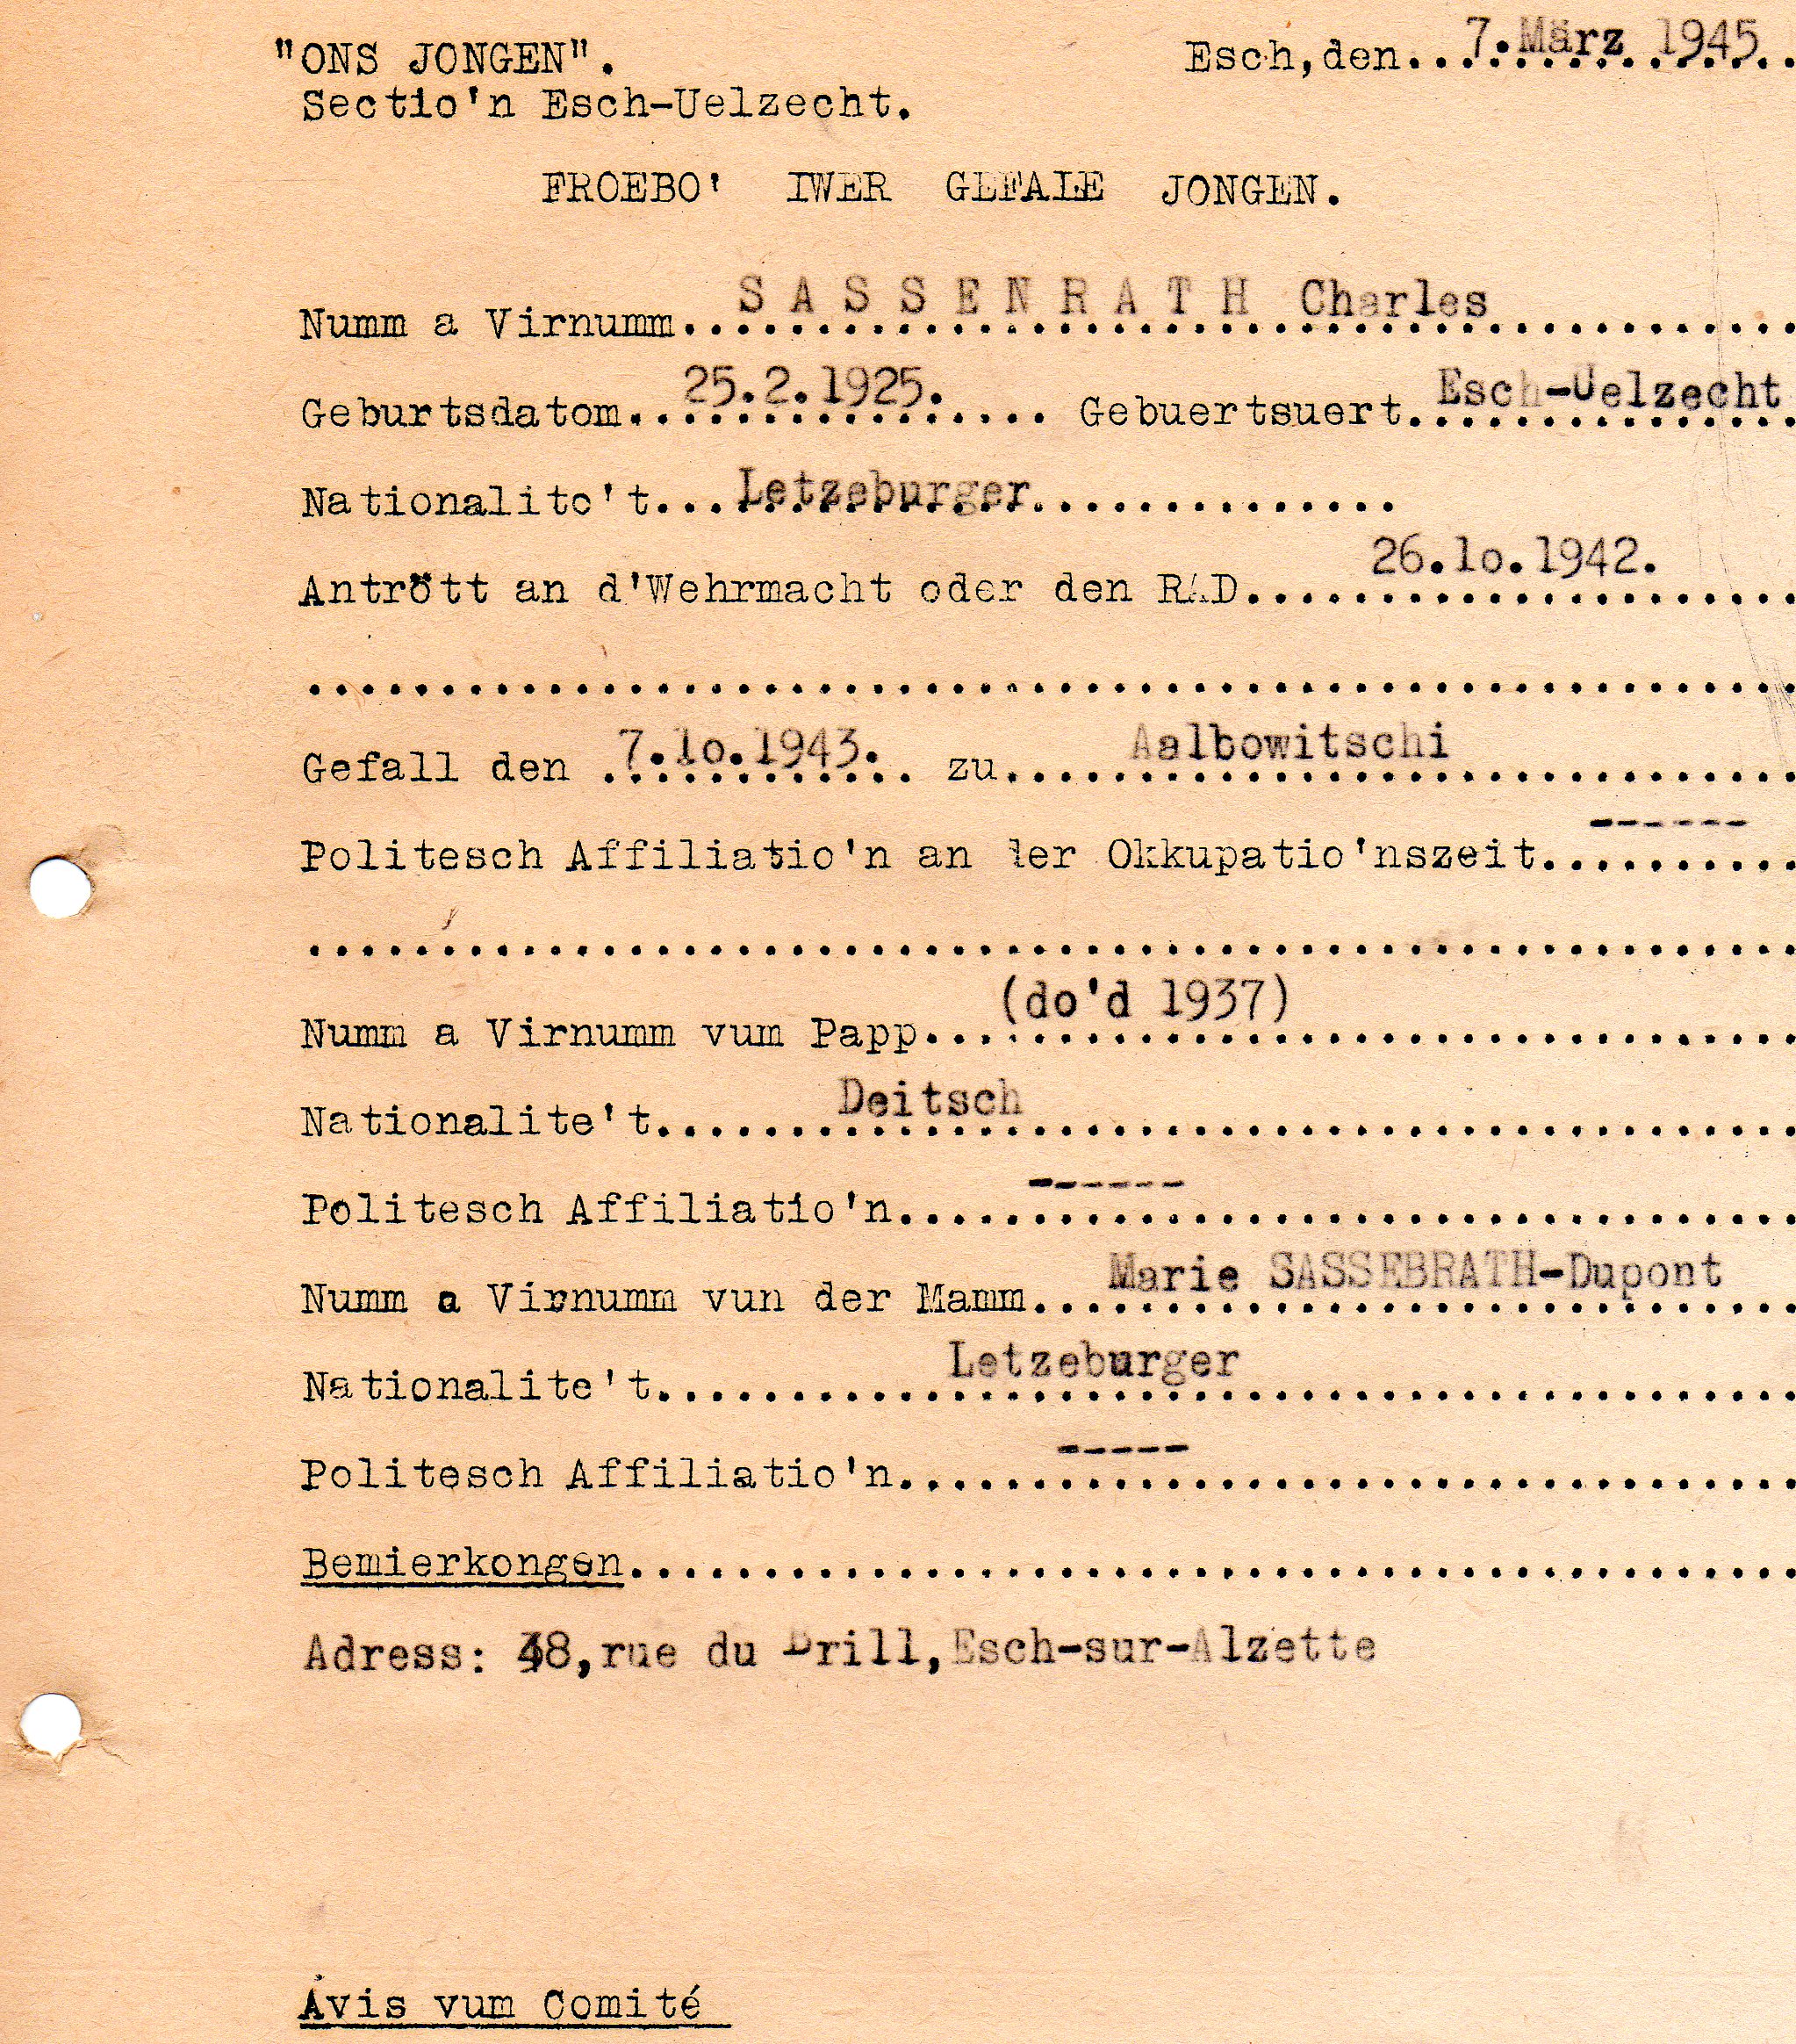 "ONS JONGEN". Esch,den...7.März 1945..
Sectio'n Esch-Uelzecht.
FROEBO' IWER GEFALE JONGEN.
Numm a Virnumm...S A S S E N R A T H Charles...
Geburtsdatom...25.2.1925.... Gebuertsuert...Esch-Uelzecht
Nationalite't...Letzeburger...............
Antrött an d'Wehrmacht oder den RAD...26.1o.1942....
........................................................
Gefall den ..7.1o.1943... zu.....Aalbowitschi.............
Politesch Affiliatio'n an der Okkupatio'nszeit..------..
........................................................
Numm a Virnumm vum Papp...(do'd 1937)...................
Nationalite't.......Deitsch.............................
Politesch Affiliatio'n.....------.......................
Numm a Virnumm vun der Mamm...Marie SASSEBRATH-Dupont...
Nationalite't...........Letzeburger.....................
Politesch Affiliatio'n......-----.......................
Bemierkongen............................................
Adress: 48,rue du Brill,Esch-sur-Alzette
Avis vum Comité